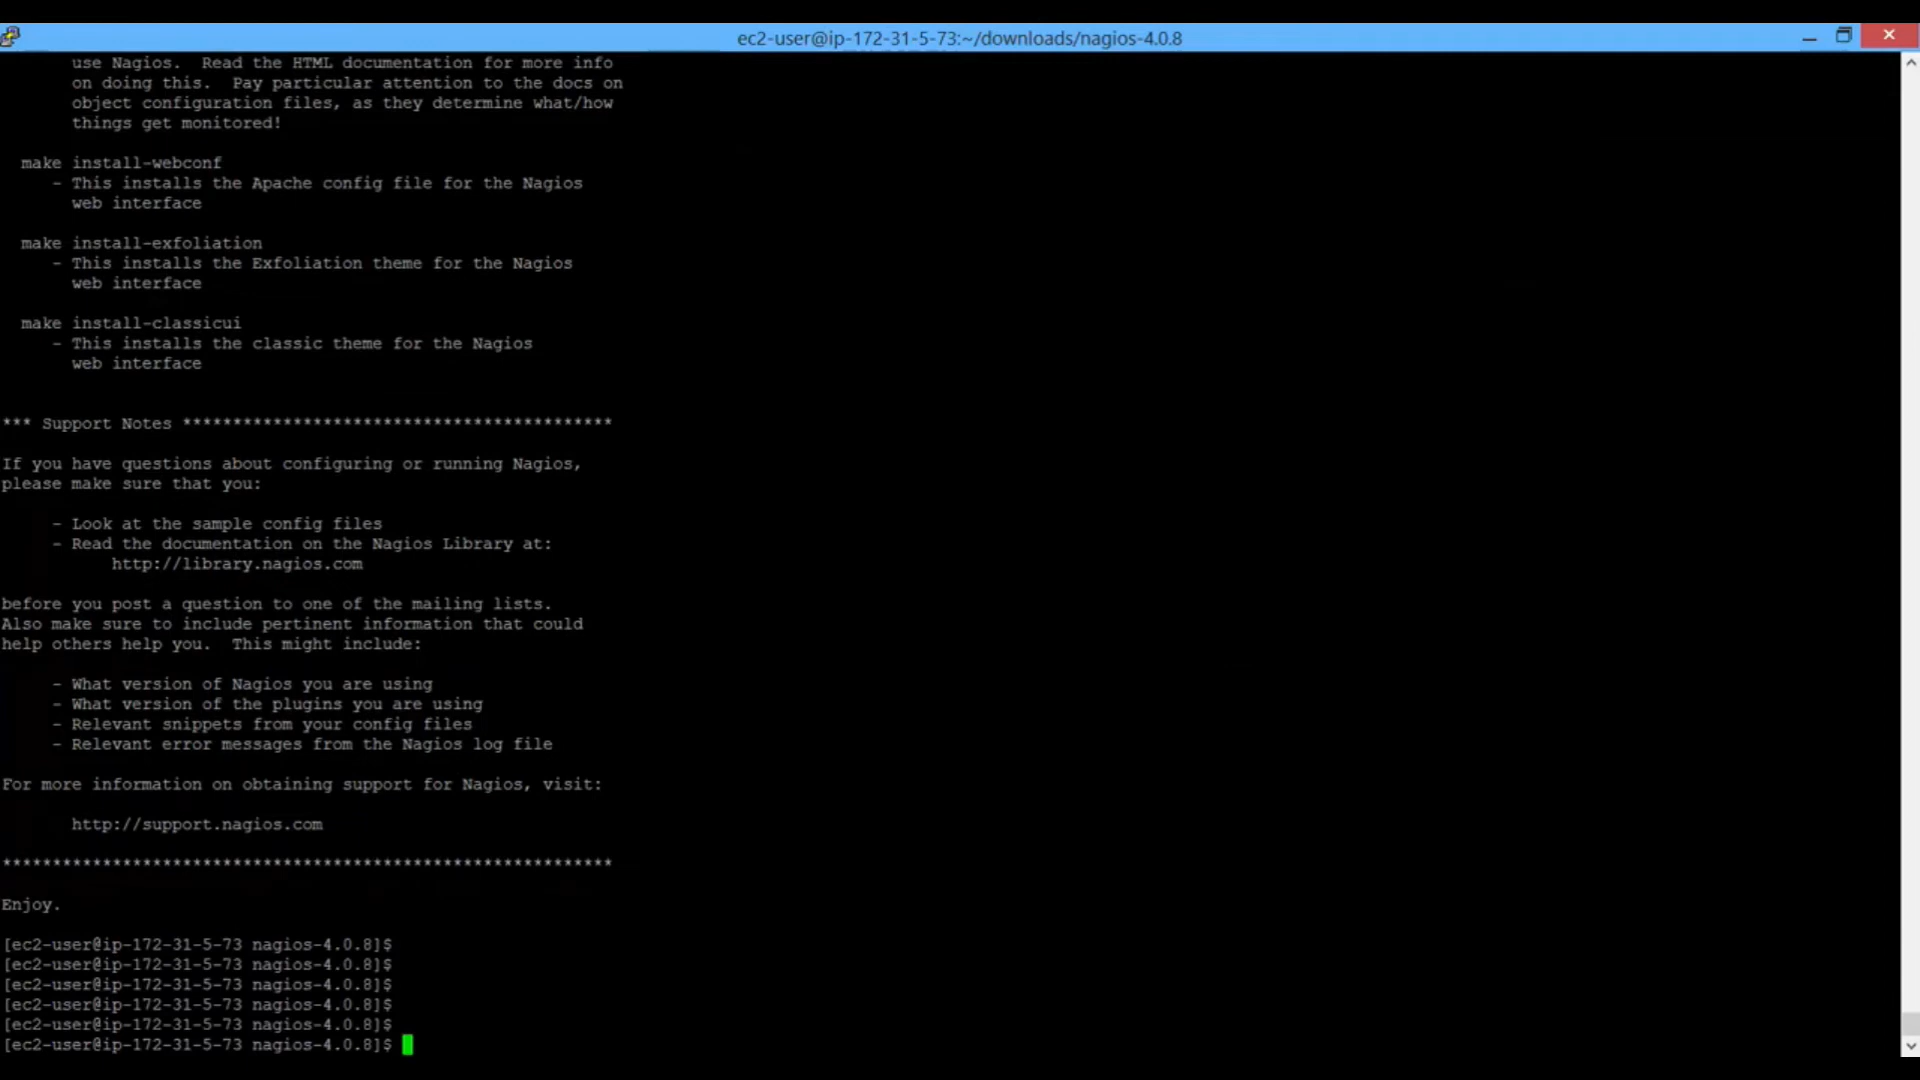 ec2-user@ip-172-31-5-73:~/downloads/nagios-4.0.8
use Nagios.  Read the HTML documentation for more info
on doing this.  Pay particular attention to the docs on
object configuration files, as they determine what/how
things get monitored!
make install-webconf
- This installs the Apache config file for the Nagios
web interface
make install-exfoliation
- This installs the Exfoliation theme for the Nagios
web interface
make install-classicui
- This installs the classic theme for the Nagios
web interface
*** Support Notes *******************************************
If you have questions about configuring or running Nagios,
please make sure that you:
- Look at the sample config files
- Read the documentation on the Nagios Library at:
http://library.nagios.com
before you post a question to one of the mailing lists.
Also make sure to include pertinent information that could
help others help you.  This might include:
- What version of Nagios you are using
- What version of the plugins you are using
- Relevant snippets from your config files
- Relevant error messages from the Nagios log file
For more information on obtaining support for Nagios, visit:
http://support.nagios.com
*************************************************************
Enjoy.
[ec2-user@ip-172-31-5-73 nagios-4.0.8]$
[ec2-user@ip-172-31-5-73 nagios-4.0.8]$
[ec2-user@ip-172-31-5-73 nagios-4.0.8]$
[ec2-user@ip-172-31-5-73 nagios-4.0.8]$
[ec2-user@ip-172-31-5-73 nagios-4.0.8]$
[ec2-user@ip-172-31-5-73 nagios-4.0.8]$